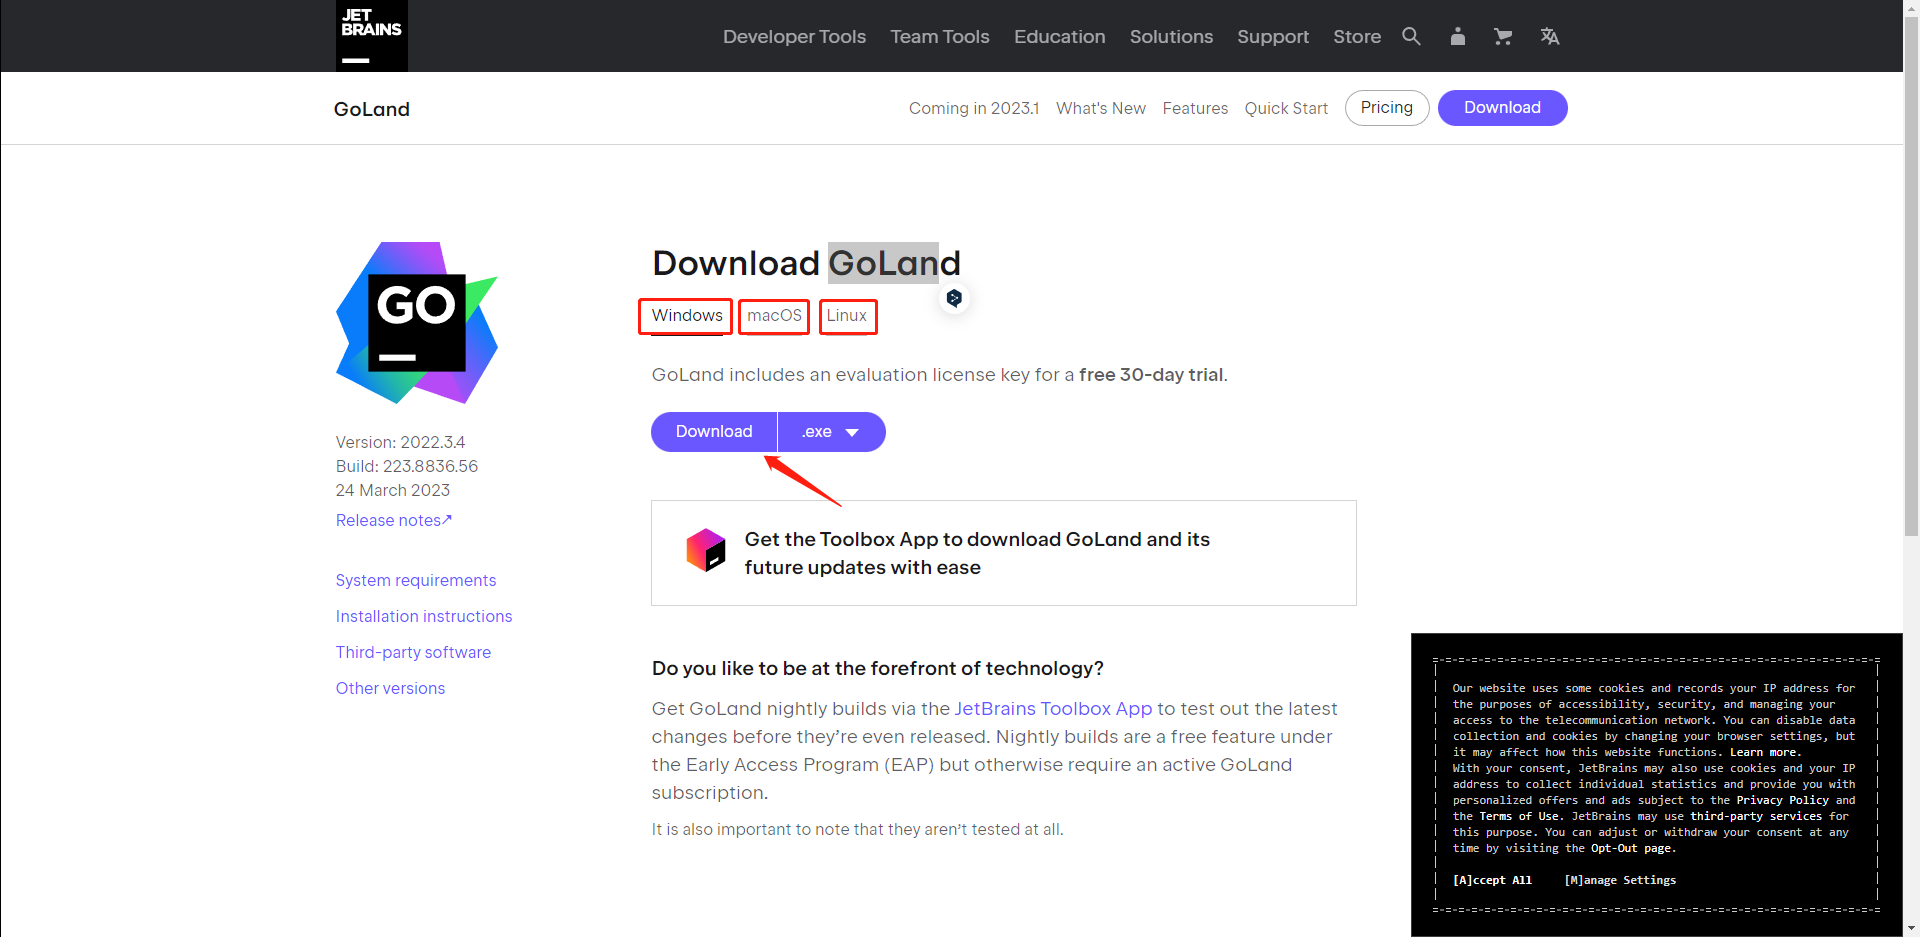 JET
BRAINS
Developer Tools Team Tools Education Solutions Support Store
GoLand
Coming in 2023.1 What's New Features Quick Start Pricing Download
GO
Version: 2022.3.4
Build: 223.8836.56
24 March 2023
Release notes↗
System requirements
Installation instructions
Third-party software
Other versions
Download GoLand
Windows macOS Linux
GoLand includes an evaluation license key for a free 30-day trial.
Download .exe
Get the Toolbox App to download GoLand and its
future updates with ease
Do you like to be at the forefront of technology?
Get GoLand nightly builds via the JetBrains Toolbox App to test out the latest
changes before they’re even released. Nightly builds are a free feature under
the Early Access Program (EAP) but otherwise require an active GoLand
subscription.
It is also important to note that they aren’t tested at all.
Our website uses some cookies and records your IP address for
the purposes of accessibility, security, and managing your
access to the telecommunication network. You can disable data
collection and cookies by changing your browser settings, but
it may affect how this website functions. Learn more.
With your consent, JetBrains may also use cookies and your IP
address to collect individual statistics and provide you with
personalized offers and ads subject to the Privacy Policy and
the Terms of Use. JetBrains may use third-party services for
this purpose. You can adjust or withdraw your consent at any
time by visiting the Opt-Out page.
[A]ccept All [M]anage Settings